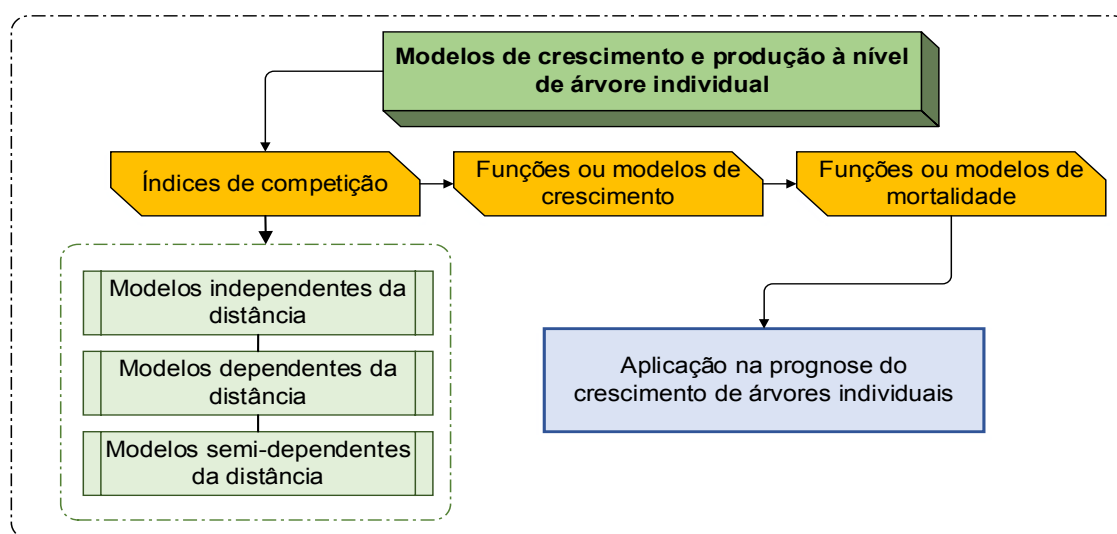 Modelos de crescimento e produção à nível
de árvore individual
Índices de competição
Funções ou modelos de
crescimento
Funções ou modelos de
mortalidade
Modelos independentes da
distância
Modelos dependentes da
distância
Modelos semi-dependentes
da distância
Aplicação na prognose do
crescimento de árvores individuais